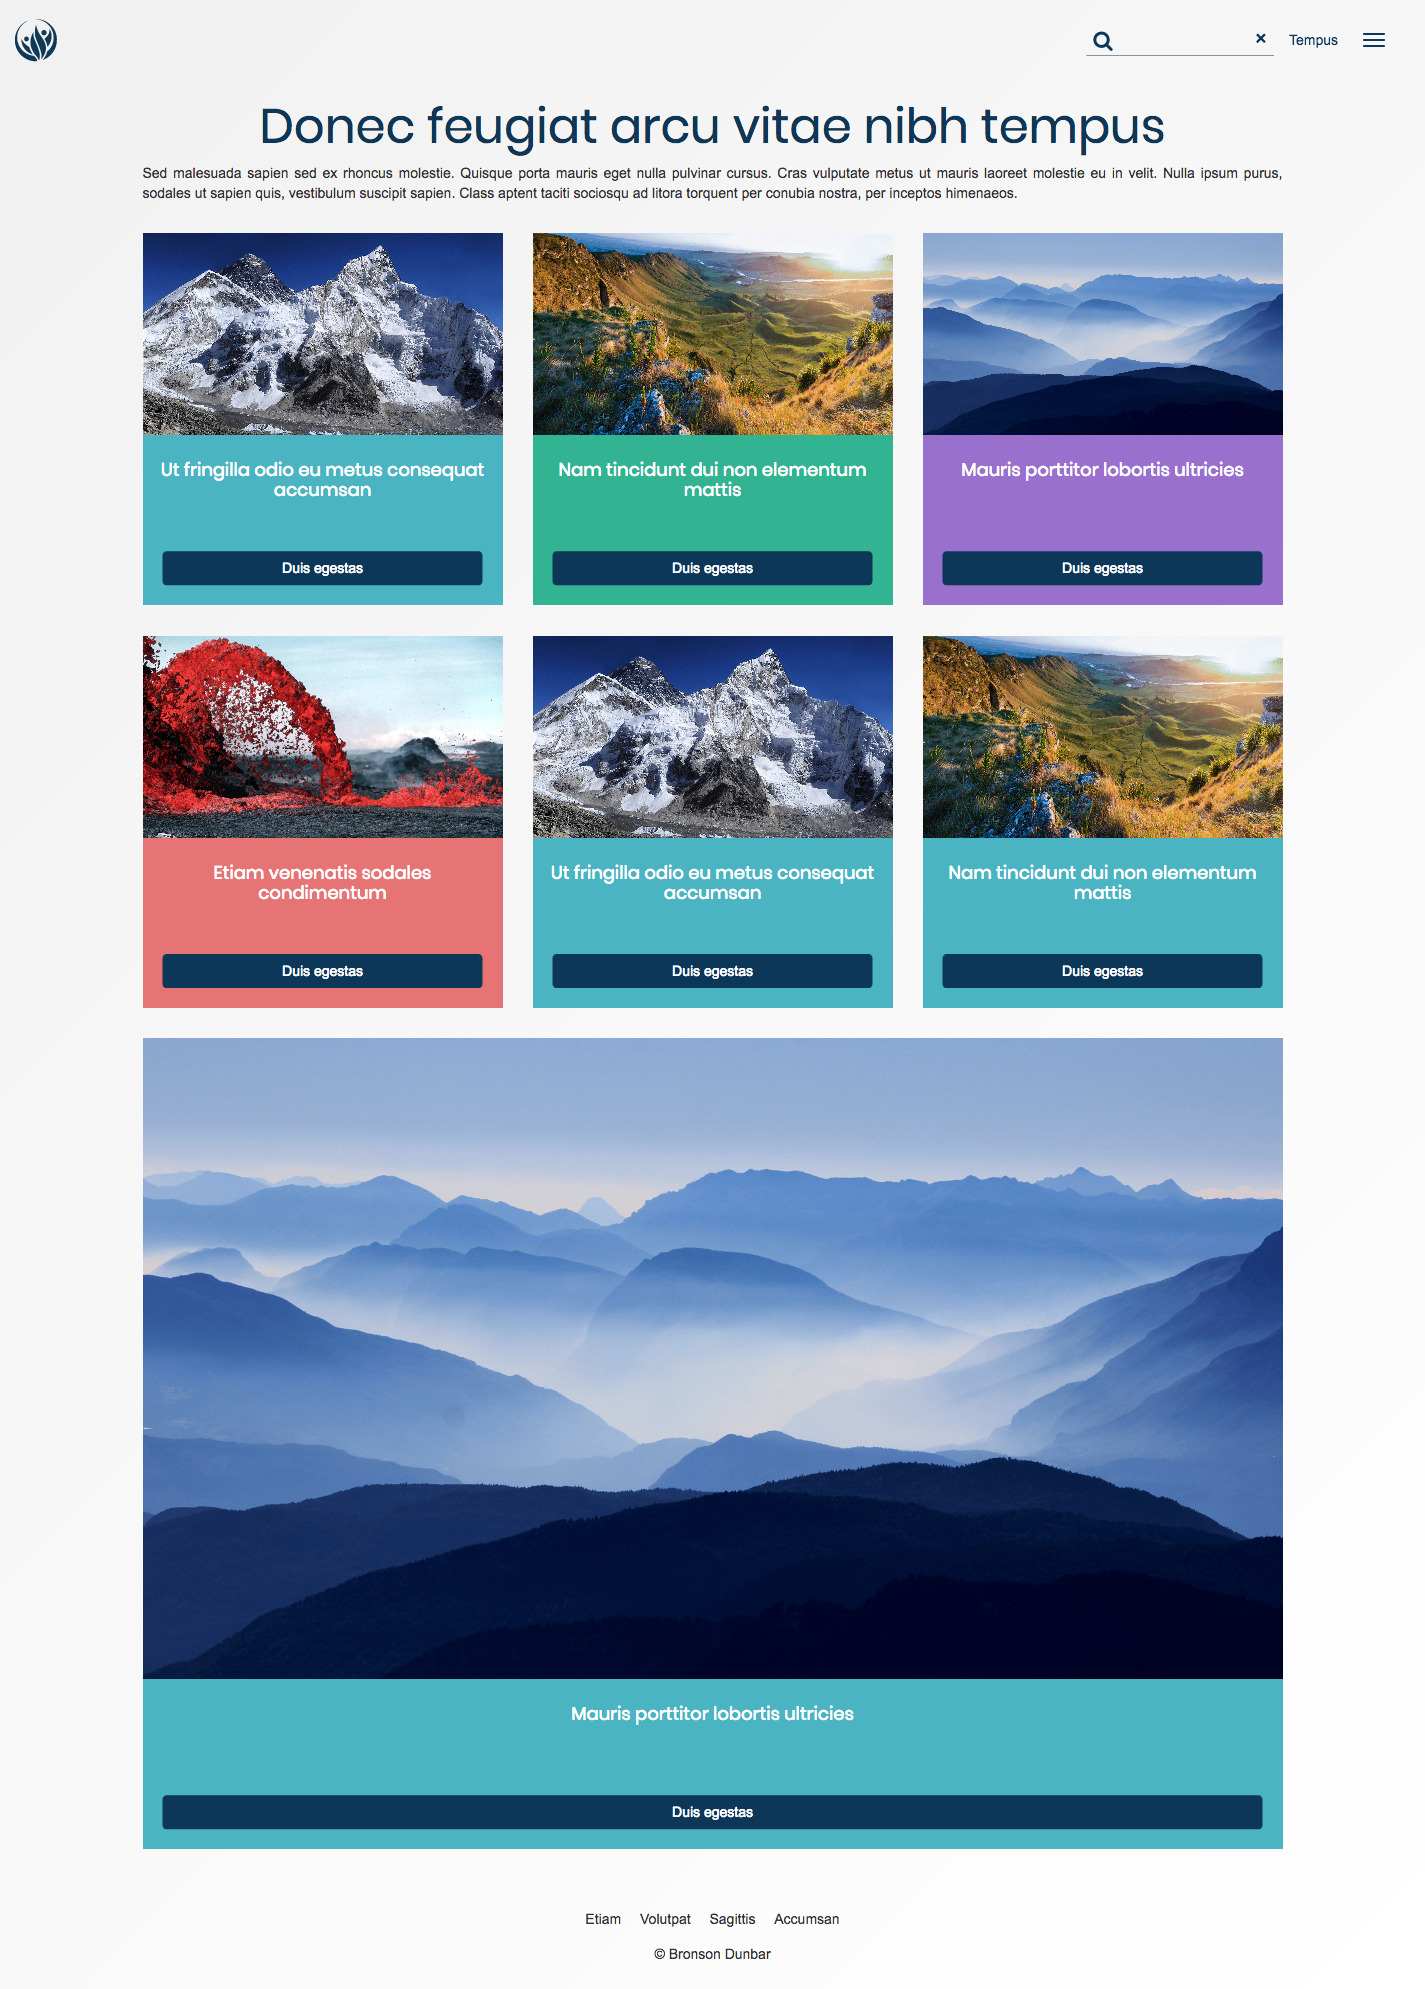 Tempus
Donec feugiat arcu vitae nibh tempus
Sed malesuada sapien sed ex rhoncus molestie. Quisque porta mauris eget nulla pulvinar cursus. Cras vulputate metus ut mauris laoreet molestie eu in velit. Nulla ipsum purus,
sodales ut sapien quis, vestibulum suscipit sapien. Class aptent taciti sociosqu ad litora torquent per conubia nostra, per inceptos himenaeos.
Ut fringilla odio eu metus consequat
accumsan
Duis egestas
Nam tincidunt dui non elementum
mattis
Duis egestas
Mauris porttitor lobortis ultricies
Duis egestas
Etiam venenatis sodales
condimentum
Duis egestas
Ut fringilla odio eu metus consequat
accumsan
Duis egestas
Nam tincidunt dui non elementum
mattis
Duis egestas
Mauris porttitor lobortis ultricies
Duis egestas
Etiam Volutpat Sagittis Accumsan
© Bronson Dunbar